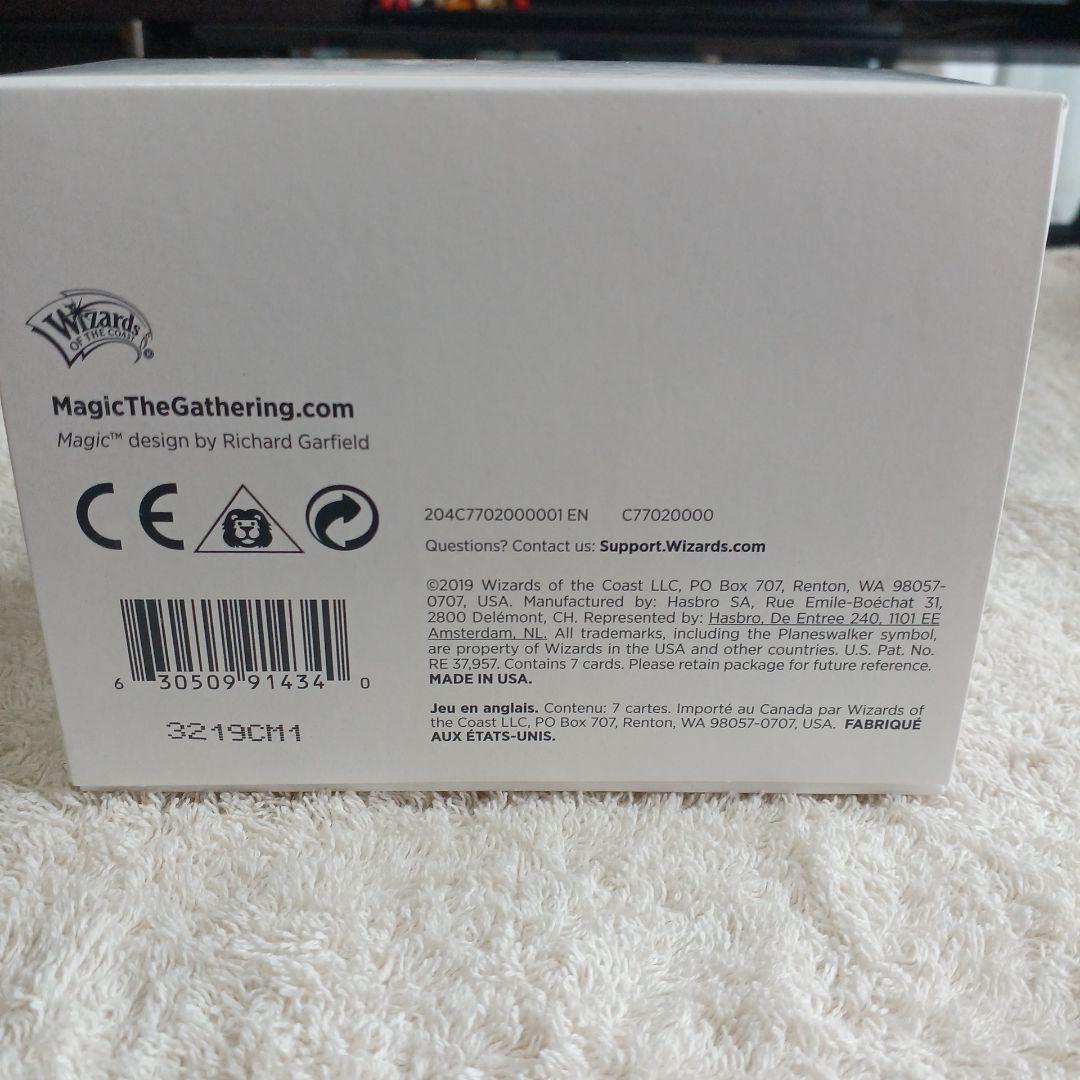 Wizards
OF THE COAST
®
MagicTheGathering.com
Magic™ design by Richard Garfield
CE
204C7702000001 EN C77020000
Questions? Contact us: Support.Wizards.com
©2019 Wizards of the Coast LLC, PO Box 707, Renton, WA 98057-
0707, USA. Manufactured by: Hasbro SA, Rue Emile-Boéchat 31,
2800 Delémont, CH. Represented by: Hasbro, De Entree 240, 1101 EE
Amsterdam, NL. All trademarks, including the Planeswalker symbol,
are property of Wizards in the USA and other countries. U.S. Pat. No.
RE 37,957. Contains 7 cards. Please retain package for future reference.
MADE IN USA.
6 30509 91434 0
Jeu en anglais. Contenu: 7 cartes. Importé au Canada par Wizards of
the Coast LLC, PO Box 707, Renton, WA 98057-0707, USA. FABRIQUÉ
AUX ÉTATS-UNIS.
3219CM1